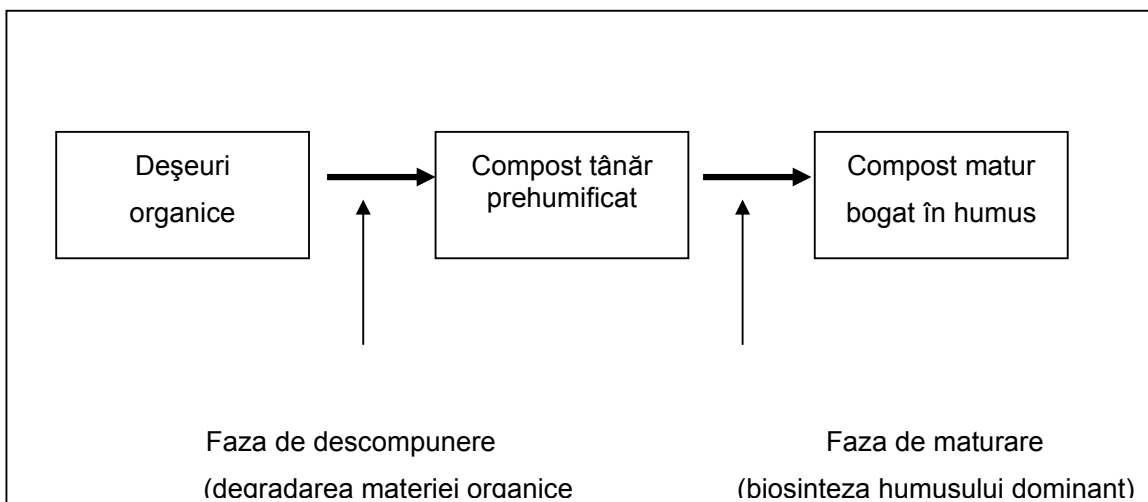 Deşeuri
organice
Compost tânăr
prehumificat
Compost matur
bogat în humus
Faza de descompunere
(degradarea materiei organice
Faza de maturare
(biosinteza humusului dominant)